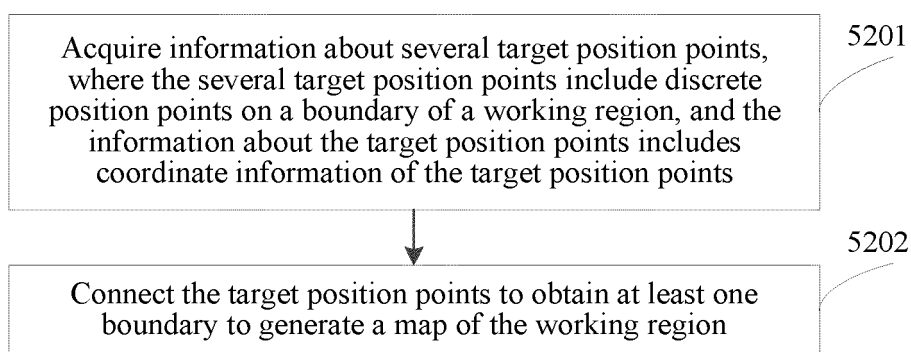 Acquire information about several target position points,
where the several target position points include discrete
position points on a boundary of a working region, and the
information about the target position points includes
coordinate information of the target position points
5201
Connect the target position points to obtain at least one
boundary to generate a map of the working region
5202